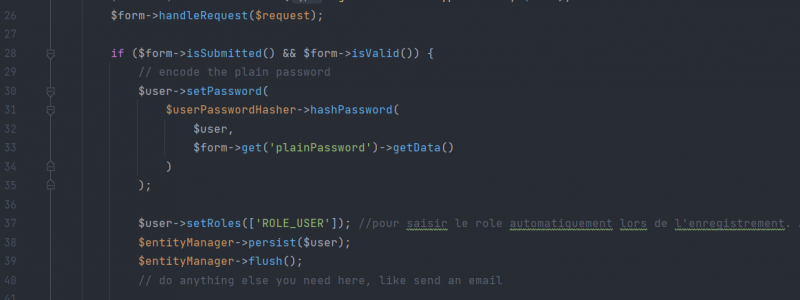 26 $form->handleRequest($request);
27
28 if ($form->isSubmitted() && $form->isValid()) {
29 // encode the plain password
30 $user->setPassword(
31 $userPasswordHasher->hashPassword(
32 $user,
33 $form->get('plainPassword')->getData()
34 )
35 );
36
37 $user->setRoles(['ROLE_USER']); //pour saisir le role automatiquement lors de l'enregistrement.
38 $entityManager->persist($user);
39 $entityManager->flush();
40 // do anything else you need here, like send an email
41